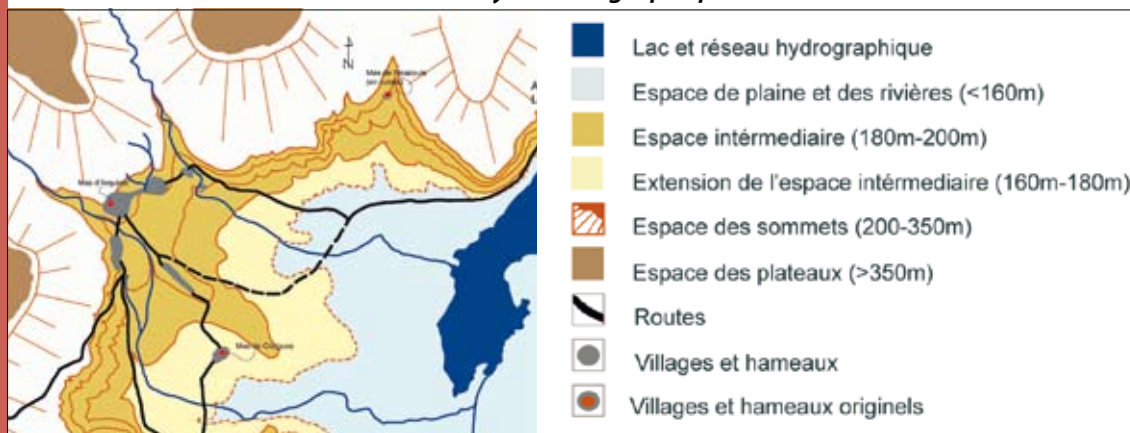 N
Lac et réseau hydrographique
Espace de plaine et des rivières (<160m)
Espace intérmediaire (180m-200m)
Extension de l'espace intérmediaire (160m-180m)
Espace des sommets (200-350m)
Espace des plateaux (>350m)
Routes
Villages et hameaux
Villages et hameaux originels